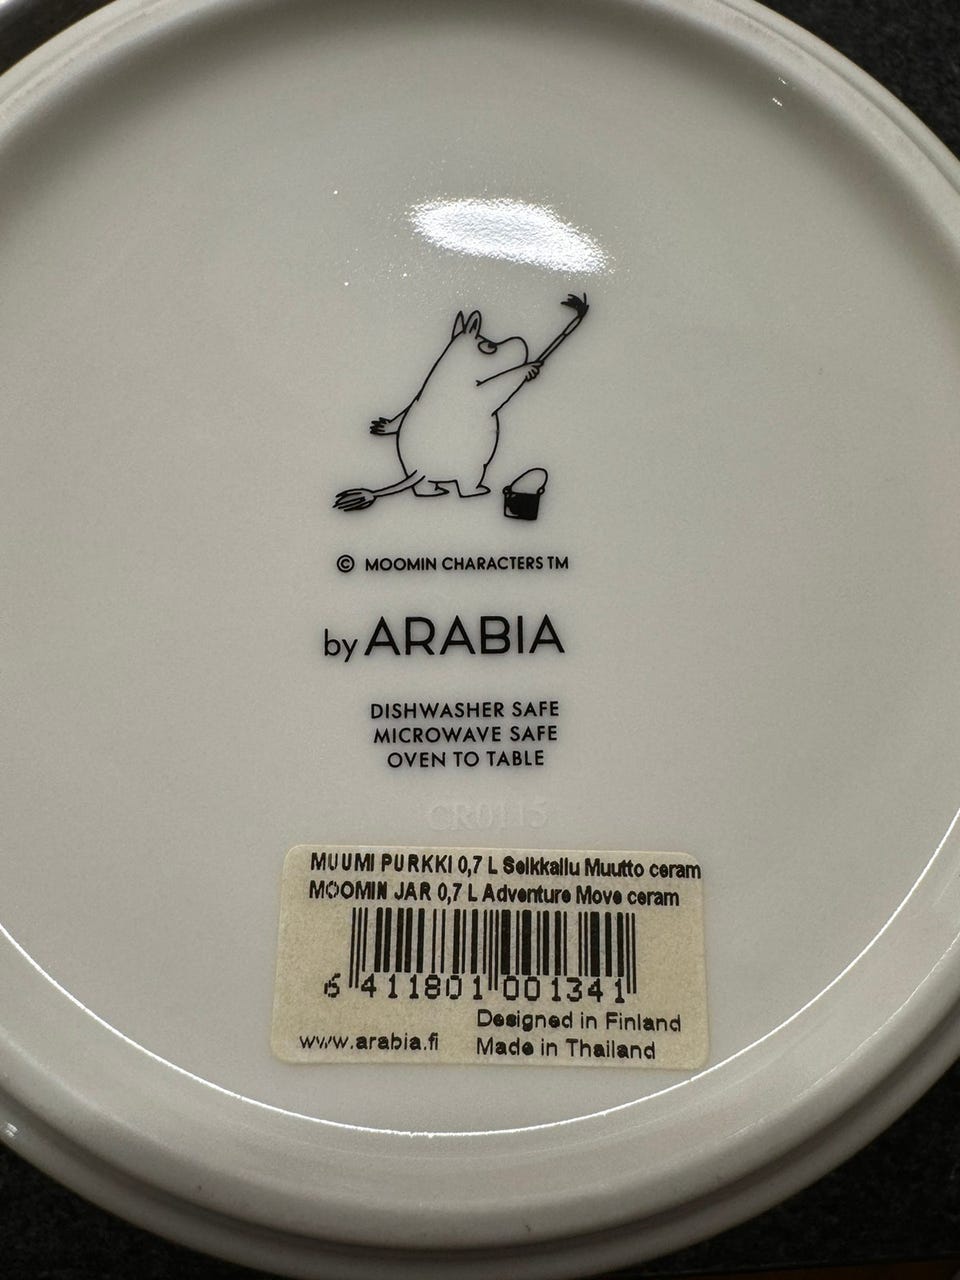 © MOOMIN CHARACTERS TM
by ARABIA
DISHWASHER SAFE
MICROWAVE SAFE
OVEN TO TABLE
CR0115
MUUMI PURKKI 0,7 L Seikkailu Muutto ceram
MOOMIN JAR 0,7 L Adventure Move ceram
6 411801 001341
Designed in Finland
www.arabia.fi Made in Thailand